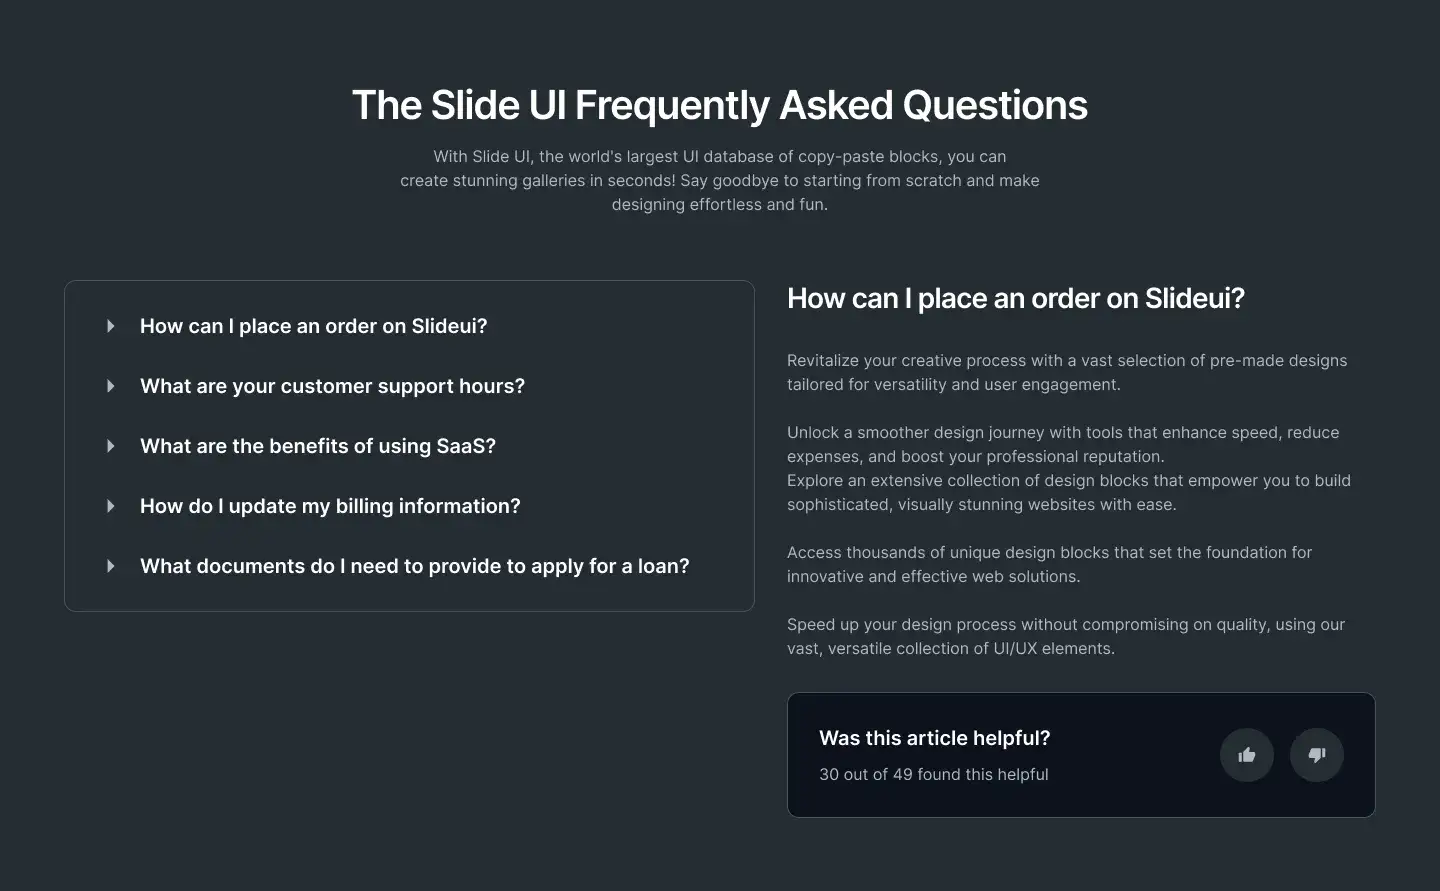 The Slide UI Frequently Asked Questions
With Slide UI, the world's largest UI database of copy-paste blocks, you can
create stunning galleries in seconds! Say goodbye to starting from scratch and make
designing effortless and fun.
How can I place an order on Slideui?
What are your customer support hours?
What are the benefits of using SaaS?
How do I update my billing information?
What documents do I need to provide to apply for a loan?
How can I place an order on Slideui?
Revitalize your creative process with a vast selection of pre-made designs
tailored for versatility and user engagement.
Unlock a smoother design journey with tools that enhance speed, reduce
expenses, and boost your professional reputation.
Explore an extensive collection of design blocks that empower you to build
sophisticated, visually stunning websites with ease.
Access thousands of unique design blocks that set the foundation for
innovative and effective web solutions.
Speed up your design process without compromising on quality, using our
vast, versatile collection of UI/UX elements.
Was this article helpful?
30 out of 49 found this helpful